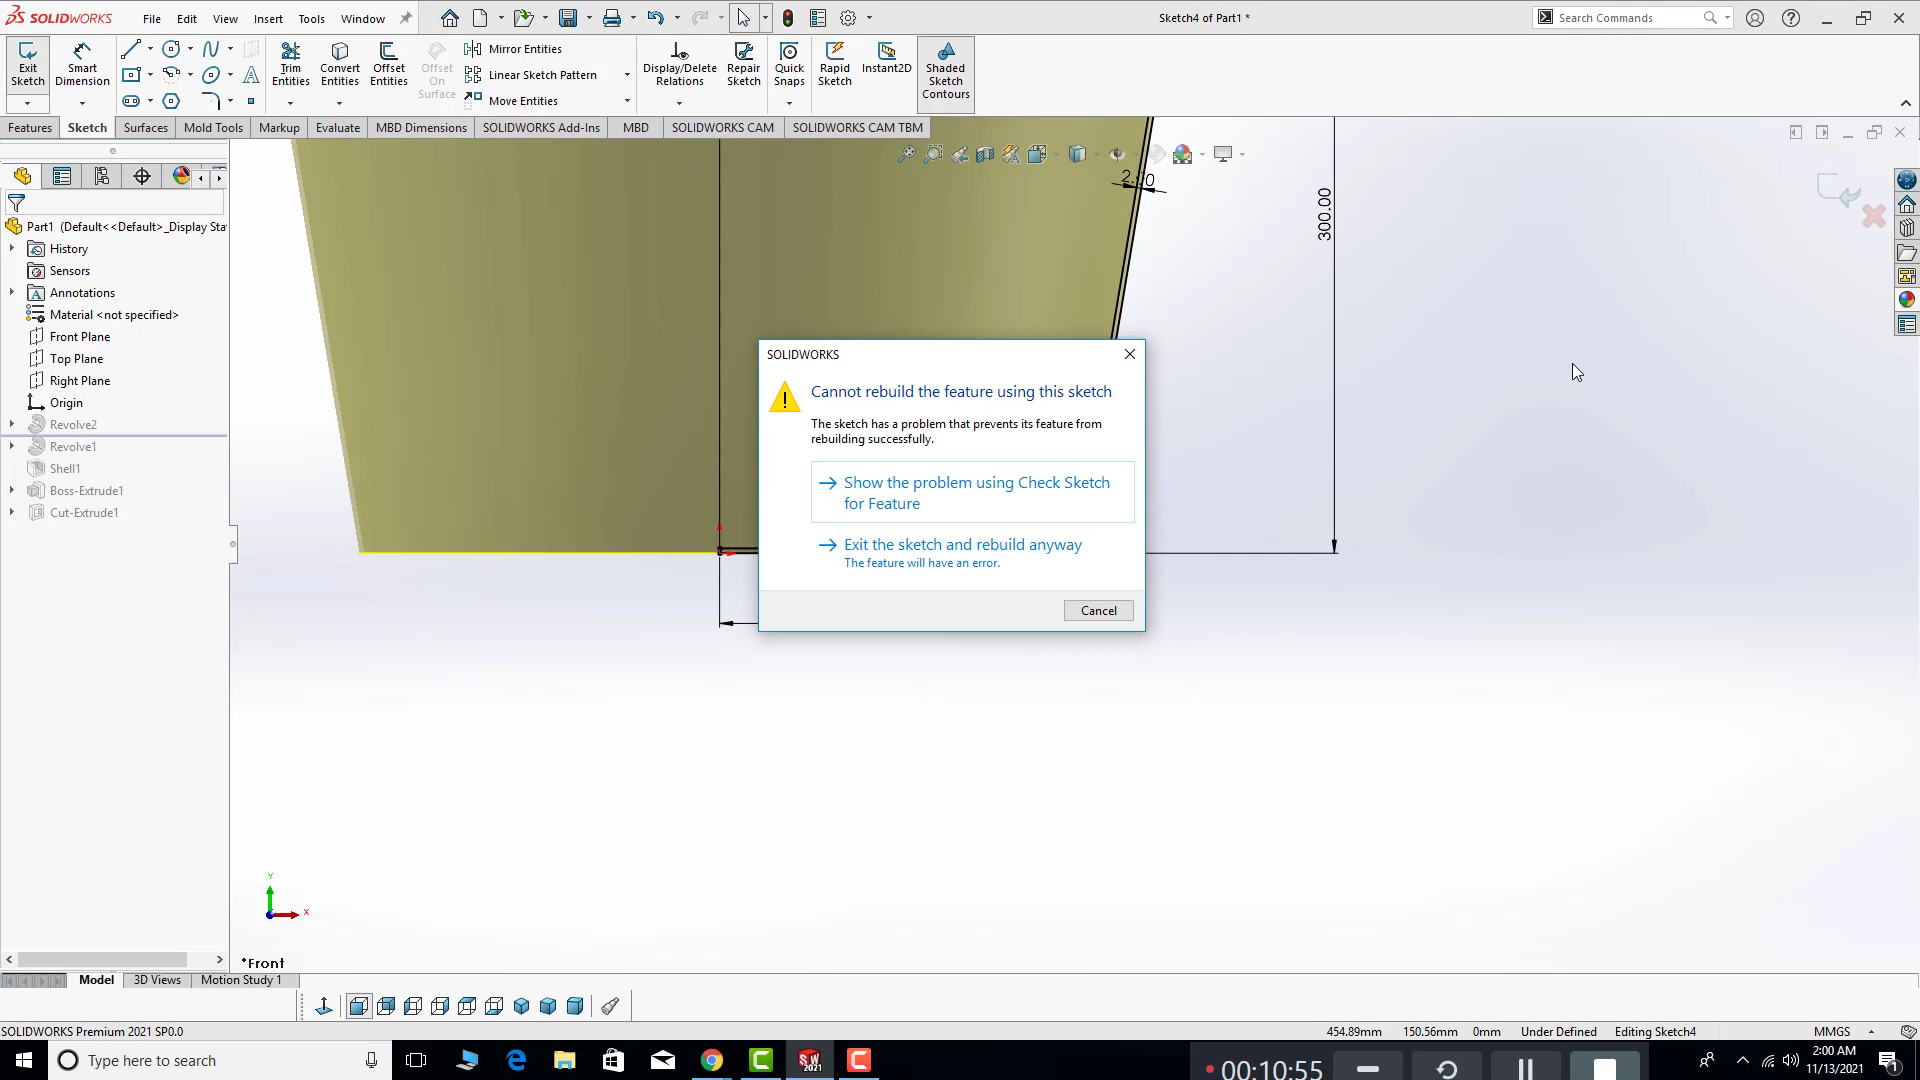 SOLIDWORKS
File Edit View Insert Tools Window
Sketch4 of Part1 *
Search Commands
Exit Sketch
Smart Dimension
Trim Entities
Convert Entities
Offset Entities
Offset On Surface
Mirror Entities
Linear Sketch Pattern
Move Entities
Display/Delete Relations
Repair Sketch
Quick Snaps
Rapid Sketch
Instant2D
Shaded Sketch Contours
Features Sketch Surfaces Mold Tools Markup Evaluate MBD Dimensions SOLIDWORKS Add-Ins MBD SOLIDWORKS CAM SOLIDWORKS CAM TBM
Part1 (Default<<Default>_Display Sta
History
Sensors
Annotations
Material <not specified>
Front Plane
Top Plane
Right Plane
Origin
Revolve2
Revolve1
Shell1
Boss-Extrude1
Cut-Extrude1
300.00
SOLIDWORKS
Cannot rebuild the feature using this sketch
The sketch has a problem that prevents its feature from
rebuilding successfully.
Show the problem using Check Sketch
for Feature
Exit the sketch and rebuild anyway
The feature will have an error.
Cancel
Y
X
*Front
Model 3D Views Motion Study 1
SOLIDWORKS Premium 2021 SP0.0
454.89mm 150.56mm 0mm Under Defined Editing Sketch4 MMGS
Type here to search
SW
2021
00:10:55
2:00 AM
11/13/2021
1